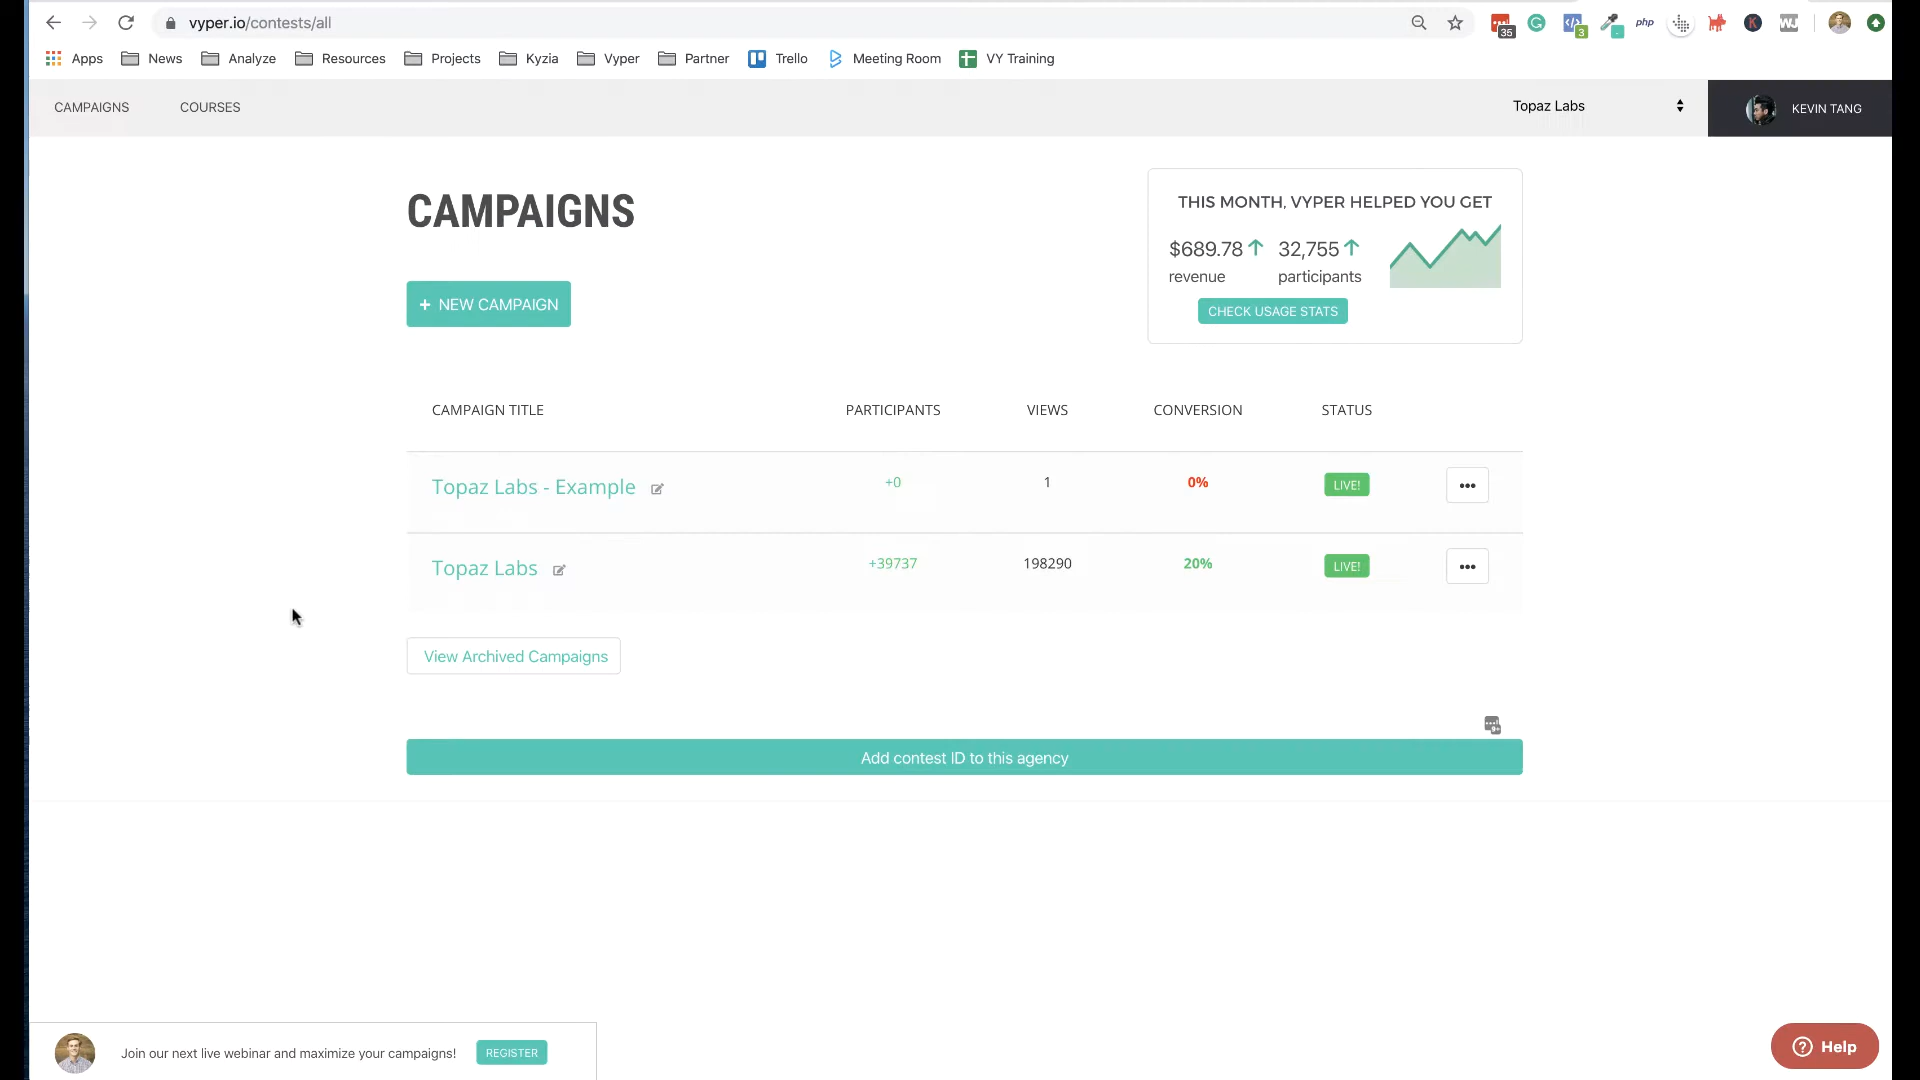 vyper.io/contests/all
35
3
php
Apps News Analyze Resources Projects Kyzia Vyper Partner Trello Meeting Room VY Training
CAMPAIGNS COURSES Topaz Labs KEVIN TANG
CAMPAIGNS
THIS MONTH, VYPER HELPED YOU GET
$689.78 32,755
revenue participants
CHECK USAGE STATS
+ NEW CAMPAIGN
CAMPAIGN TITLE PARTICIPANTS VIEWS CONVERSION STATUS
Topaz Labs - Example +0 1 0% LIVE!
Topaz Labs +39737 198290 20% LIVE!
View Archived Campaigns
Add contest ID to this agency
Join our next live webinar and maximize your campaigns! REGISTER
Help